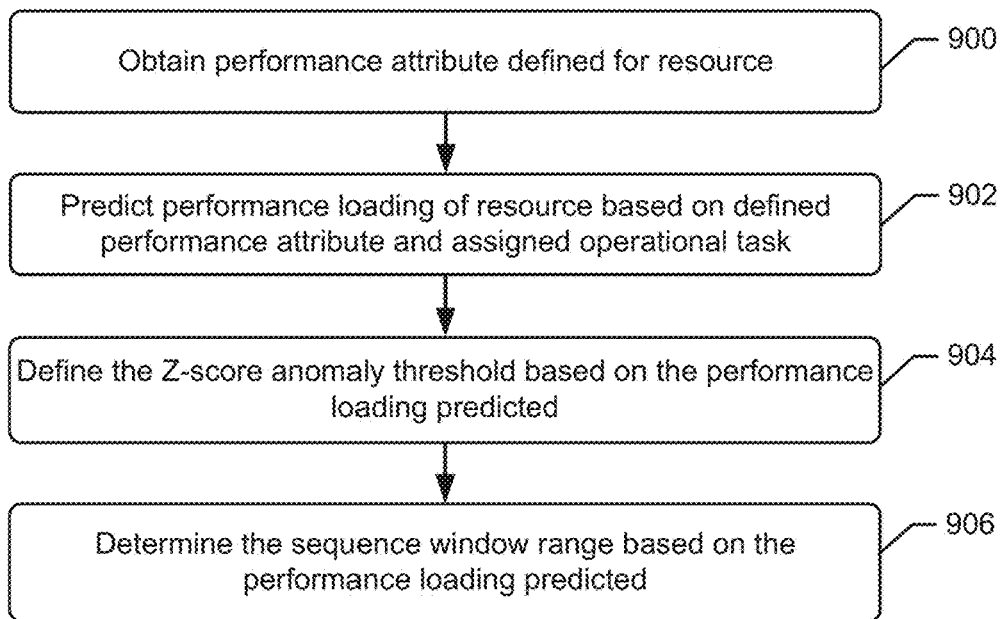 Obtain performance attribute defined for resource
900
Predict performance loading of resource based on defined
performance attribute and assigned operational task
902
Define the Z-score anomaly threshold based on the performance
loading predicted
904
Determine the sequence window range based on the
performance loading predicted
906